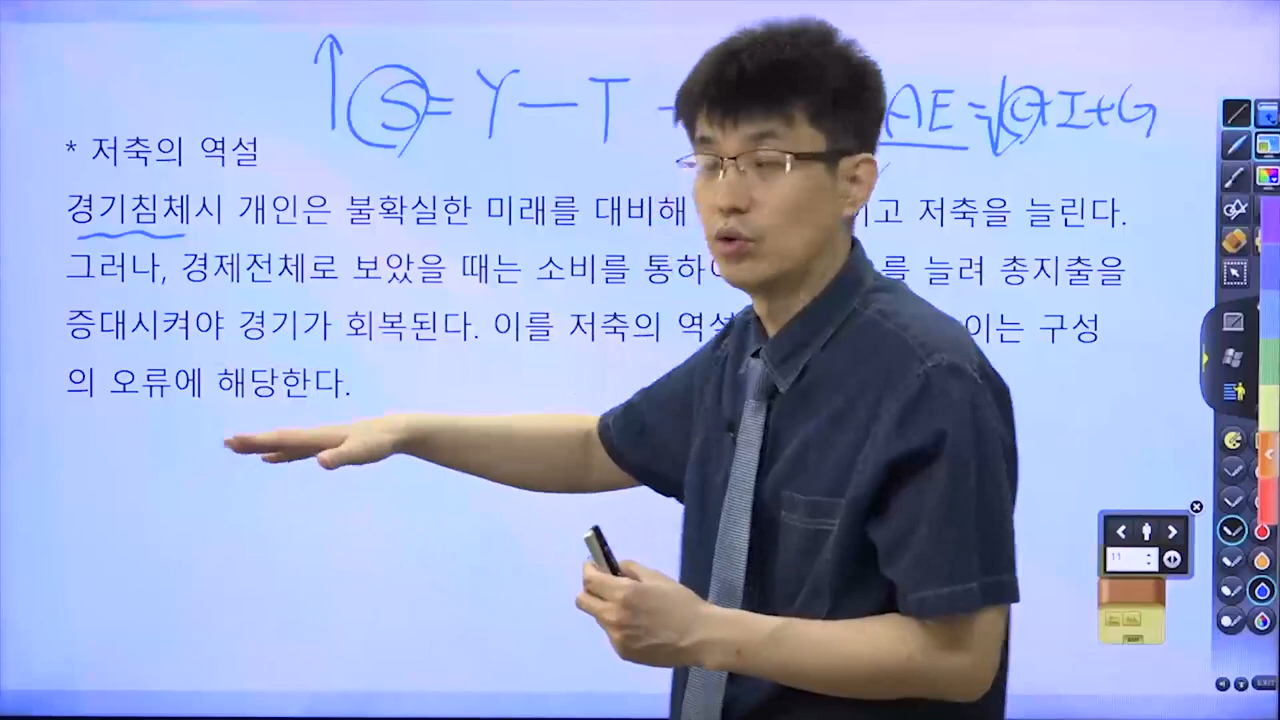 ↑ S = Y - T - AE = C + I + G
* 저축의 역설
경기침체시 개인은 불확실한 미래를 대비해 고 저축을 늘린다.
그러나, 경제전체로 보았을 때는 소비를 통하 를 늘려 총지출을
증대시켜야 경기가 회복된다. 이를 저축의 역설 이는 구성
의 오류에 해당한다.
11